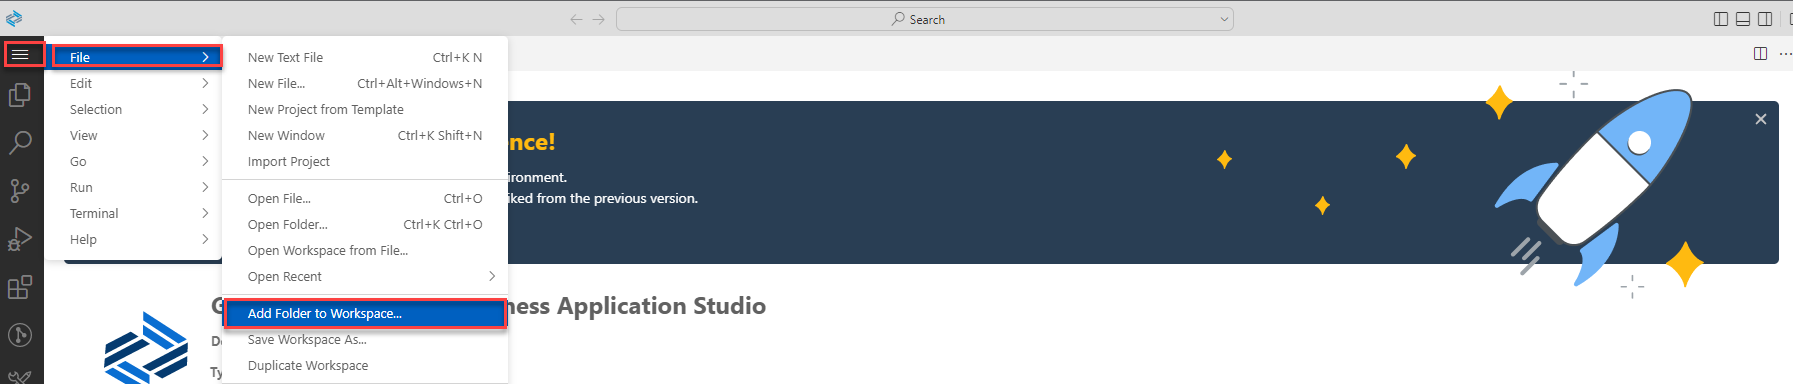 Search
File
Edit
Selection
View
Go
Run
Terminal
Help
New Text File Ctrl+K N
New File... Ctrl+Alt+Windows+N
New Project from Template
New Window Ctrl+K Shift+N
Import Project
Open File... Ctrl+O
Open Folder... Ctrl+K Ctrl+O
Open Workspace from File...
Open Recent
Add Folder to Workspace...
Save Workspace As...
Duplicate Workspace
ence!
ironment.
iked from the previous version.
ness Application Studio